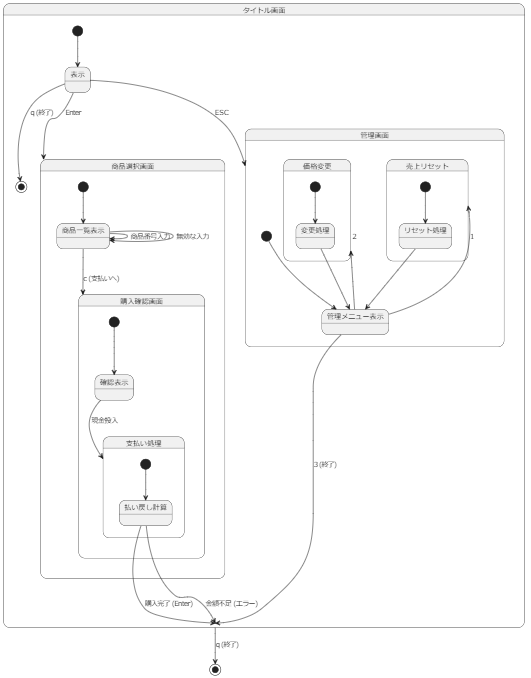 タイトル画面
表示
q (終了)
Enter
ESC
管理画面
商品選択画面
価格変更
売上リセット
商品一覧表示
商品番号入力
無効な入力
変更処理
リセット処理
2
1
c (支払いへ)
購入確認画面
管理メニュー表示
確認表示
現金投入
支払い処理
3 (終了)
払い戻し計算
購入完了 (Enter)
金額不足 (エラー)
q (終了)